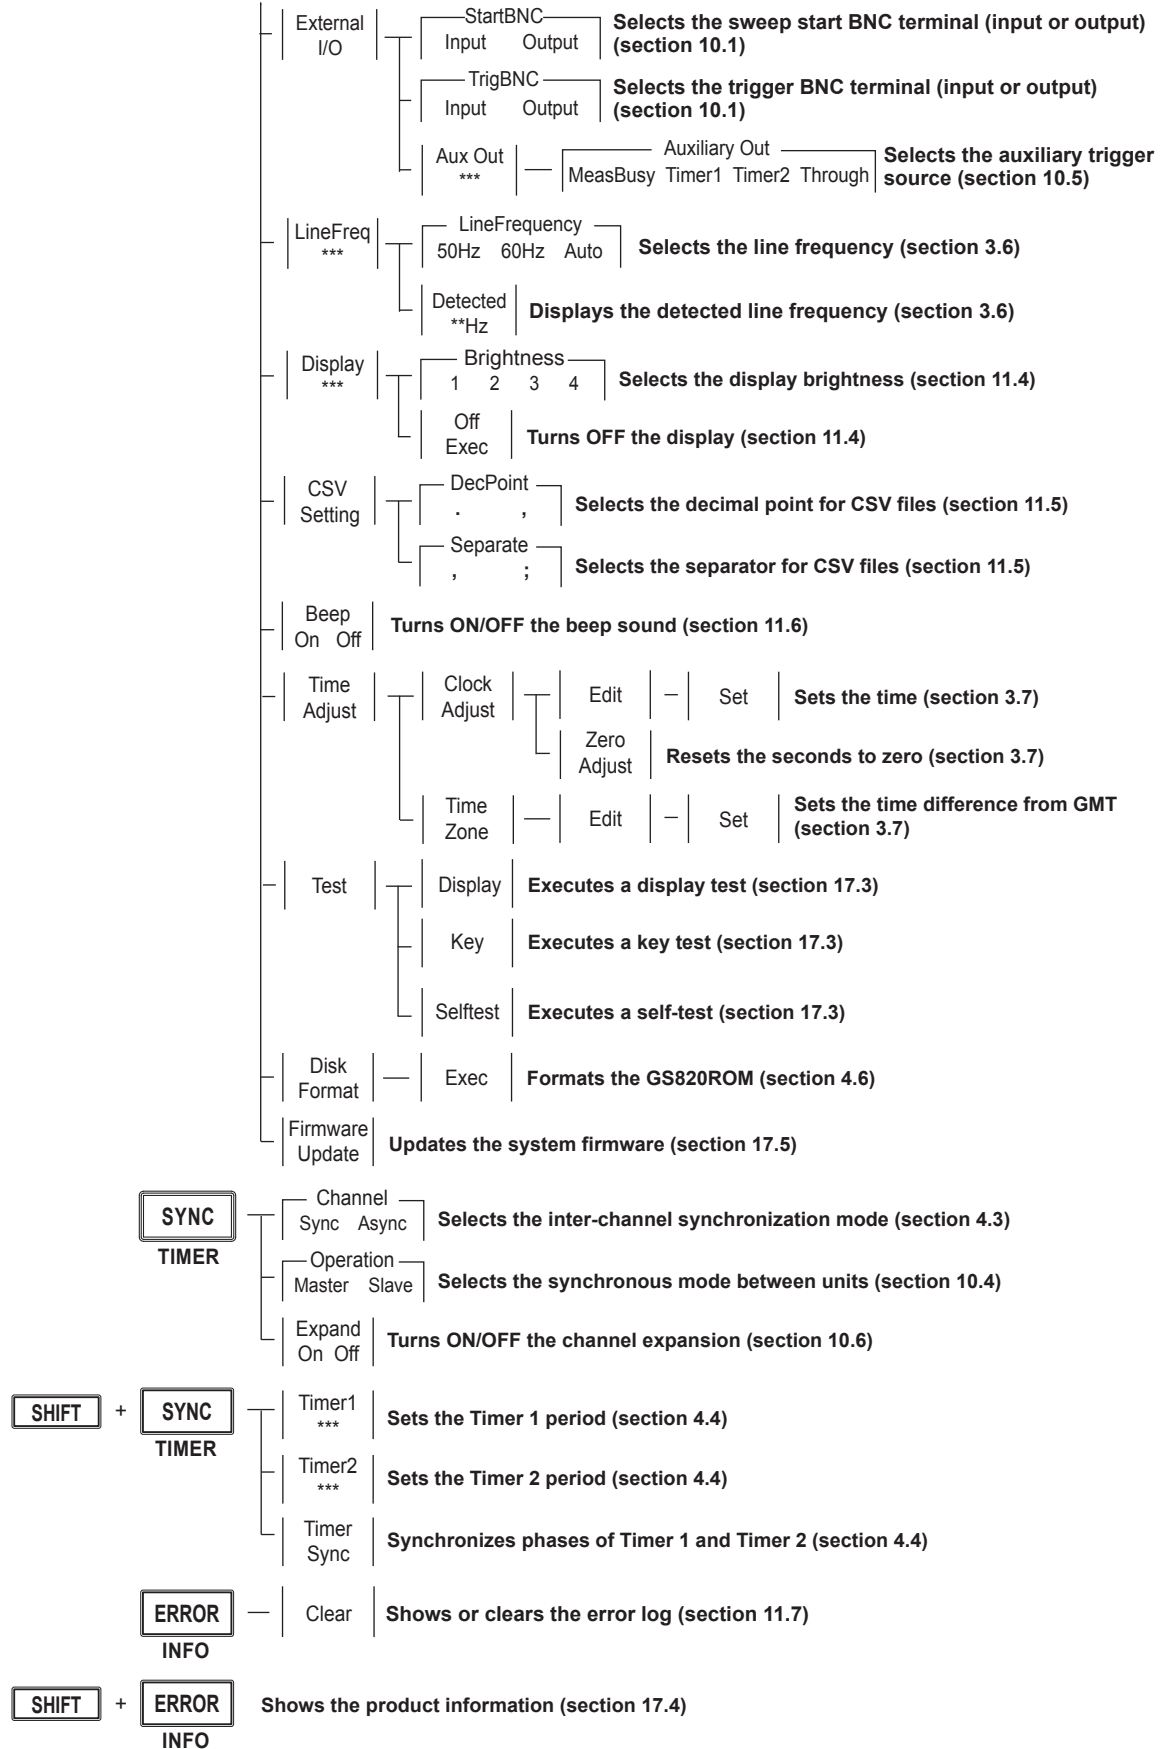 External
I/O
StartBNC
Input Output
Selects the sweep start BNC terminal (input or output)
(section 10.1)
TrigBNC
Input Output
Selects the trigger BNC terminal (input or output)
(section 10.1)
Aux Out
***
Auxiliary Out
MeasBusy Timer1 Timer2 Through
Selects the auxiliary trigger
source (section 10.5)
LineFreq
***
LineFrequency
50Hz 60Hz Auto
Selects the line frequency (section 3.6)
Detected
**Hz
Displays the detected line frequency (section 3.6)
Display
***
Brightness
1 2 3 4
Selects the display brightness (section 11.4)
Off
Exec
Turns OFF the display (section 11.4)
CSV
Setting
DecPoint
. ,
Selects the decimal point for CSV files (section 11.5)
Separate
, ;
Selects the separator for CSV files (section 11.5)
Beep
On Off
Turns ON/OFF the beep sound (section 11.6)
Time
Adjust
Clock
Adjust
Edit
Set
Sets the time (section 3.7)
Zero
Adjust
Resets the seconds to zero (section 3.7)
Time
Zone
Edit
Set
Sets the time difference from GMT
(section 3.7)
Test
Display
Executes a display test (section 17.3)
Key
Executes a key test (section 17.3)
Selftest
Executes a self-test (section 17.3)
Disk
Format
Exec
Formats the GS820ROM (section 4.6)
Firmware
Update
Updates the system firmware (section 17.5)
SYNC
TIMER
Channel
Sync Async
Selects the inter-channel synchronization mode (section 4.3)
Operation
Master Slave
Selects the synchronous mode between units (section 10.4)
Expand
On Off
Turns ON/OFF the channel expansion (section 10.6)
SHIFT + SYNC
TIMER
Timer1
***
Sets the Timer 1 period (section 4.4)
Timer2
***
Sets the Timer 2 period (section 4.4)
Timer
Sync
Synchronizes phases of Timer 1 and Timer 2 (section 4.4)
ERROR
INFO
Clear
Shows or clears the error log (section 11.7)
SHIFT + ERROR
INFO
Shows the product information (section 17.4)